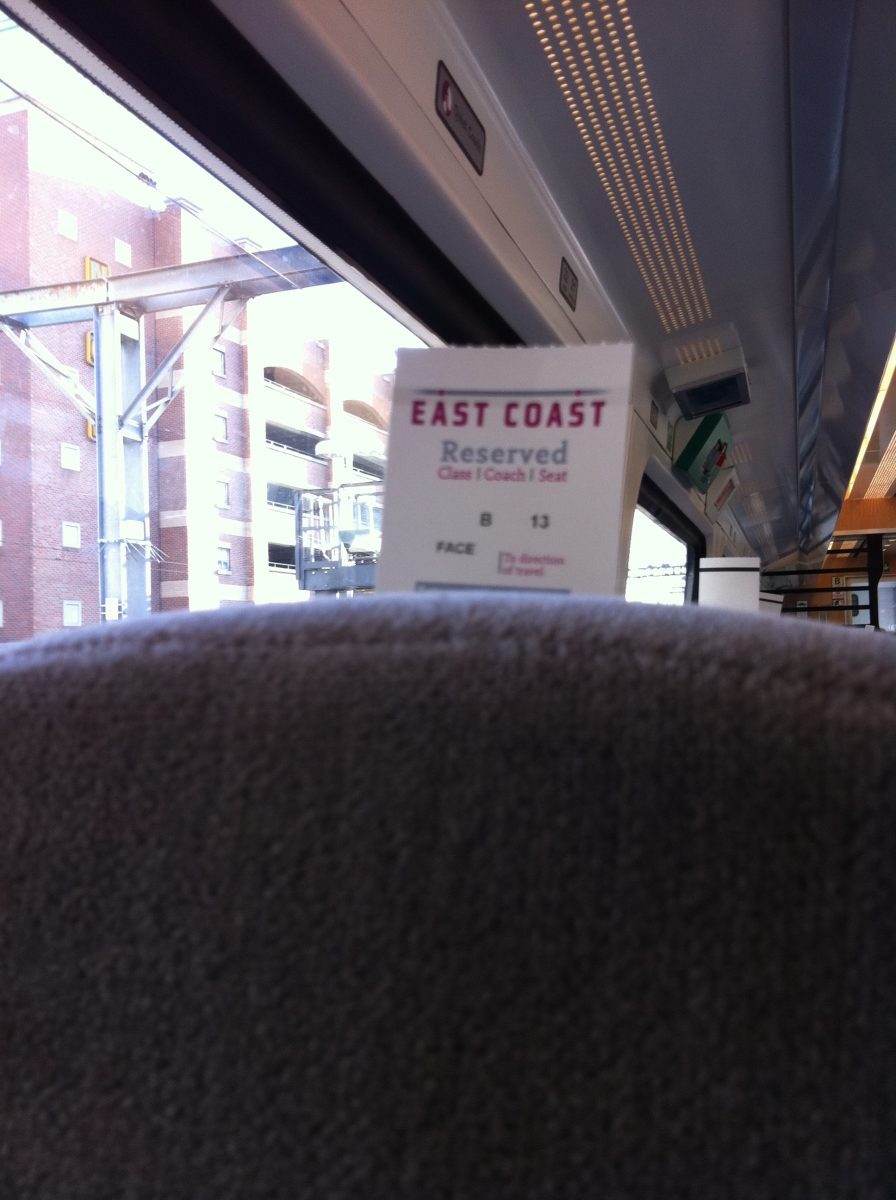 EAST COAST
Reserved
Class | Coach | Seat
B 13
FACE To direction
of travel
B